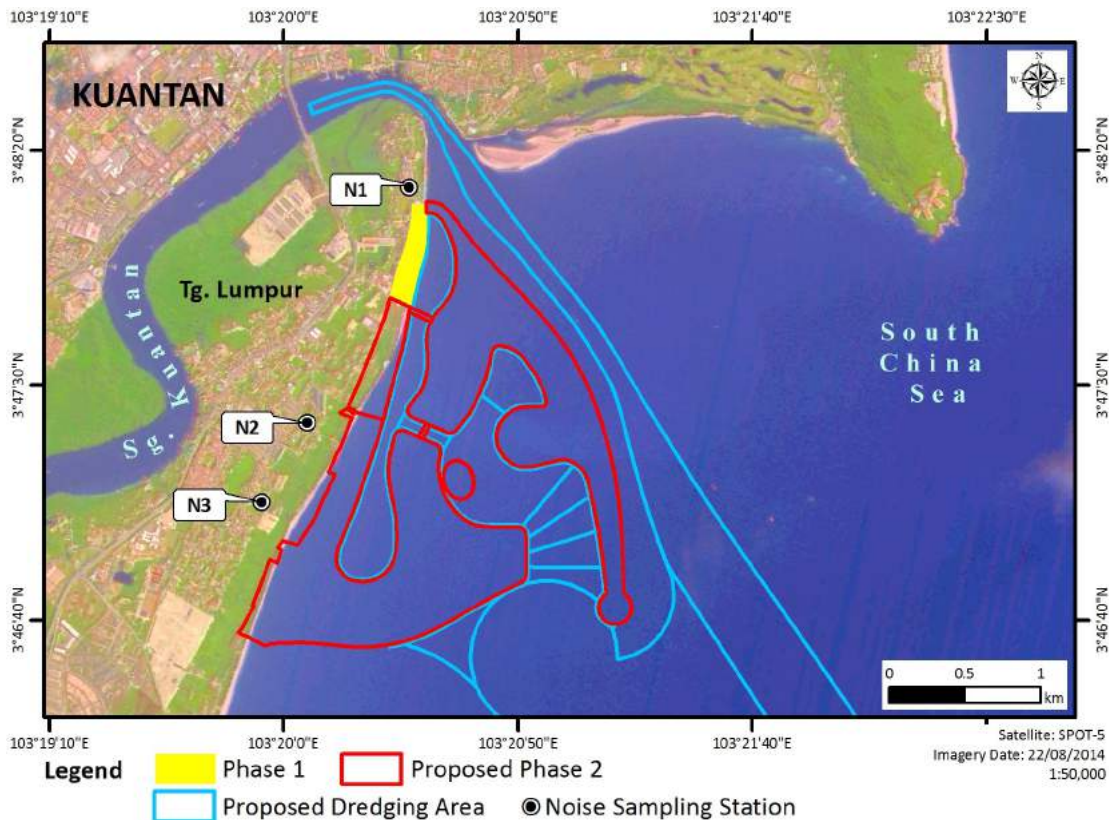 103°19'10"E 103°20'0"E 103°20'50"E 103°21'40"E 103°22'30"E
KUANTAN
N
W E
S
3°48'20"N 3°48'20"N
N1
Tg. Lumpur
Sg. Kuantan
South
China
Sea
3°47'30"N 3°47'30"N
N2
N3
3°46'40"N 3°46'40"N
0 0.5 1
km
103°19'10"E 103°20'0"E 103°20'50"E 103°21'40"E 103°22'30"E
Satellite: SPOT-5
Imagery Date: 22/08/2014
1:50,000
Legend Phase 1 Proposed Phase 2
Proposed Dredging Area Noise Sampling Station